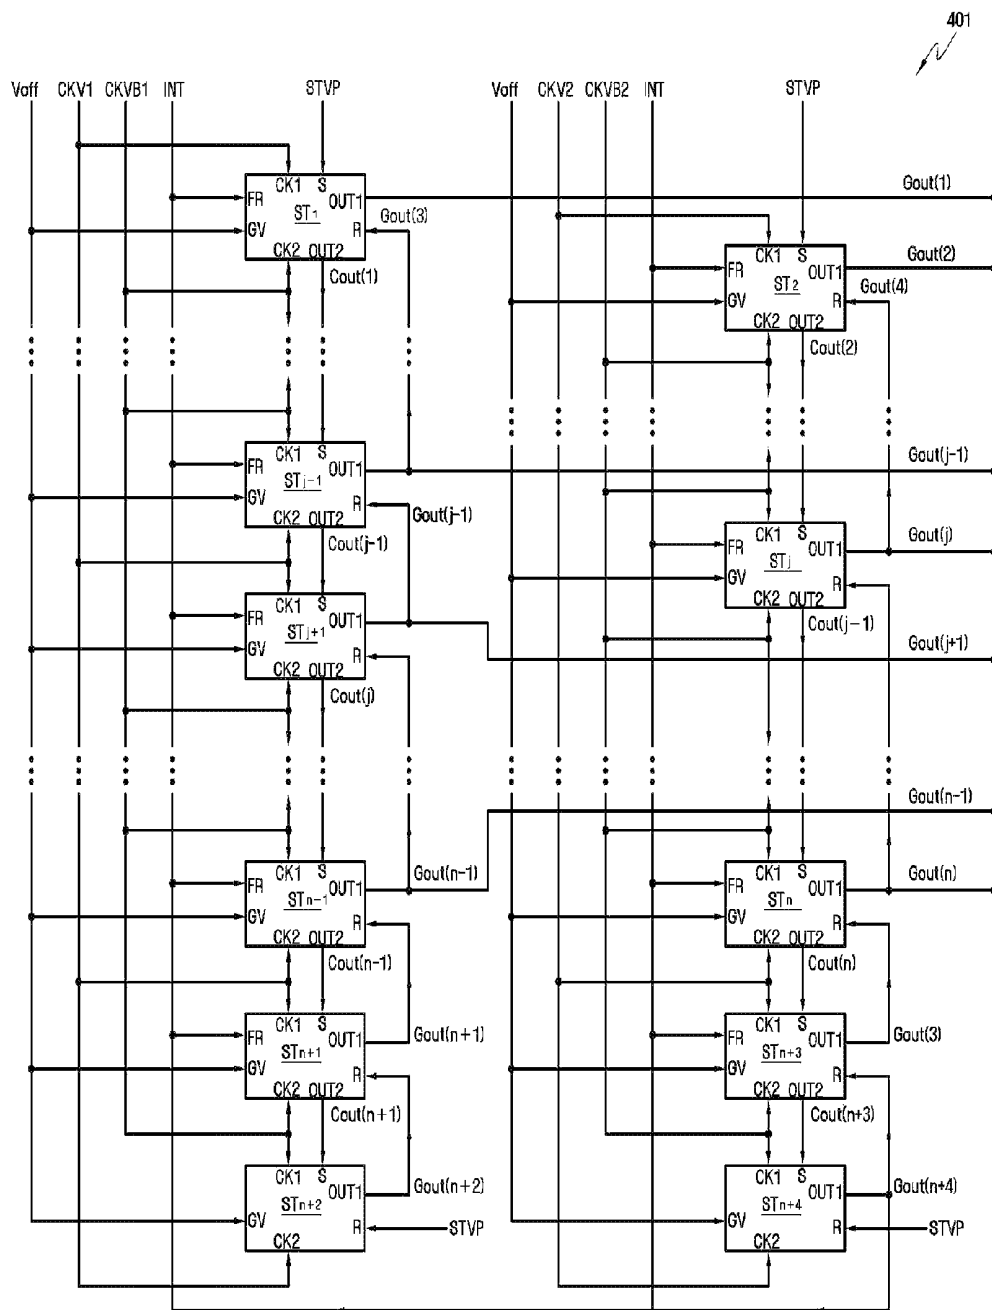 401
Voff CKV1 CKVB1 INT STVP Voff CKV2 CKVB2 INT STVP
CK1 S
FR OUT1
ST1
GV R
CK2 OUT2
Gout(1)
Gout(3)
Cout(1)
CK1 S
FR OUT1
ST2
GV R
CK2 OUT2
Gout(2)
Gout(4)
Cout(2)
CK1 S
FR OUT1
STj-1
GV R
CK2 OUT2
Gout(j-1)
Gout(j-1)
Cout(j-1)
CK1 S
FR OUT1
STj
GV R
CK2 OUT2
Gout(j)
Cout(j-1)
CK1 S
FR OUT1
STj+1
GV R
CK2 OUT2
Gout(j+1)
Cout(j)
Gout(n-1)
CK1 S
FR OUT1
STn-1
GV R
CK2 OUT2
Gout(n-1)
Cout(n-1)
CK1 S
FR OUT1
STn
GV R
CK2 OUT2
Gout(n)
Cout(n)
CK1 S
FR OUT1
STn+1
GV R
CK2 OUT2
Gout(n+1)
Cout(n+1)
CK1 S
FR OUT1
STn+3
GV R
CK2 OUT2
Gout(3)
Cout(n+3)
CK1 S
OUT1
STn+2
GV R
CK2
Gout(n+2)
STVP
CK1 S
OUT1
STn+4
GV R
CK2
Gout(n+4)
STVP